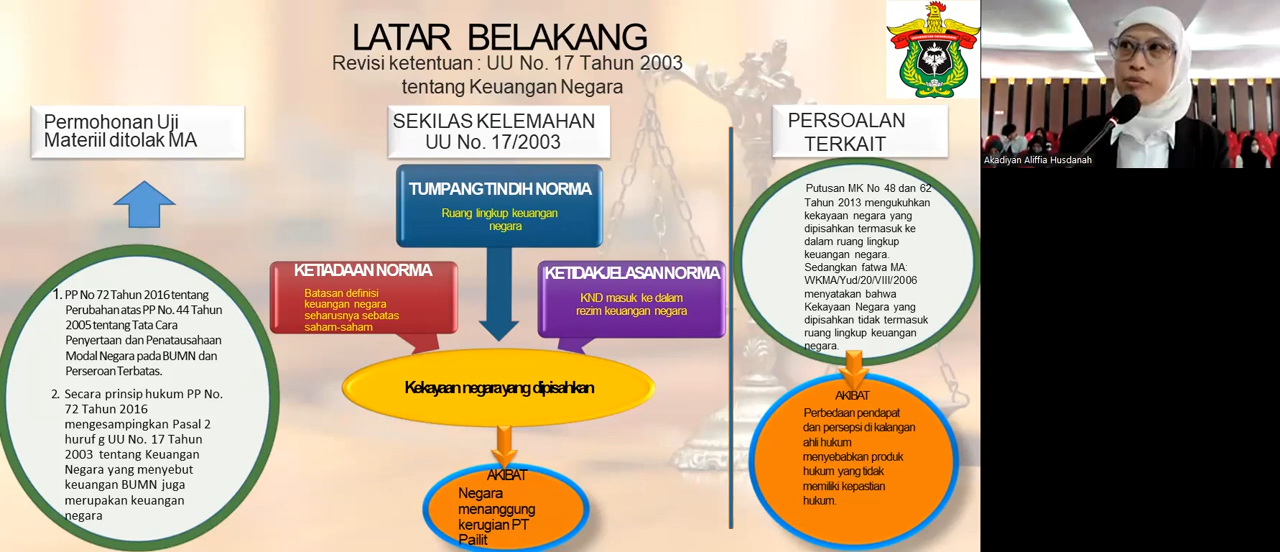 LATAR BELAKANG
Revisi ketentuan : UU No. 17 Tahun 2003
tentang Keuangan Negara
Permohonan Uji
Materiil ditolak MA
1. PP No 72 Tahun 2016 tentang
Perubahan atas PP No. 44 Tahun
2005 tentang Tata Cara
Penyertaan dan Penatausahaan
Modal Negara pada BUMN dan
Perseroan Terbatas.
2. Secara prinsip hukum PP No.
72 Tahun 2016
mengesampingkan Pasal 2
huruf g UU No. 17 Tahun
2003 tentang Keuangan
Negara yang menyebut
keuangan BUMN juga
merupakan keuangan
negara
SEKILAS KELEMAHAN
UU No. 17/2003
TUMPANG TINDIH NORMA
Ruang lingkup keuangan
negara
KETIADAAN NORMA
Batasan definisi
keuangan negara
seharusnya sebatas
saham-saham
KETIDAKJELASAN NORMA
KND masuk ke dalam
rezim keuangan negara
Kekayaan negara yang dipisahkan
AKIBAT
Negara
menanggung
kerugian PT
Pailit
PERSOALAN
TERKAIT
Putusan MK No 48 dan 62
Tahun 2013 mengukuhkan
kekayaan negara yang
dipisahkan termasuk ke
dalam ruang lingkup
keuangan negara.
Sedangkan fatwa MA:
WKMA/Yud/20/VIII/2006
menyatakan bahwa
Kekayaan Negara yang
dipisahkan tidak termasuk
ruang lingkup keuangan
negara.
AKIBAT
Perbedaan pendapat
dan persepsi di kalangan
ahli hukum
menyebabkan produk
hukum yang tidak
memiliki kepastian
hukum.
Akadiyan Aliffia Husdanah